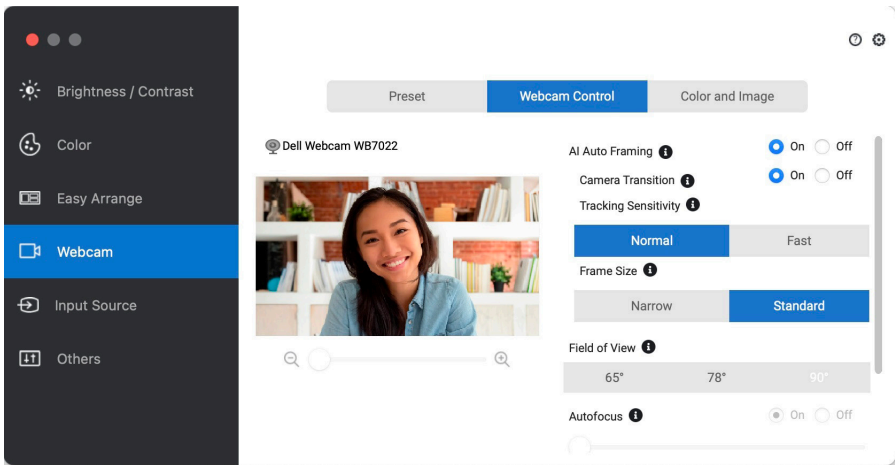 Brightness / Contrast
Color
Easy Arrange
Webcam
Input Source
Others
Preset
Webcam Control
Color and Image
Dell Webcam WB7022
AI Auto Framing
On Off
Camera Transition
On Off
Tracking Sensitivity
Normal Fast
Frame Size
Narrow Standard
Field of View
65° 78° 90°
Autofocus
On Off